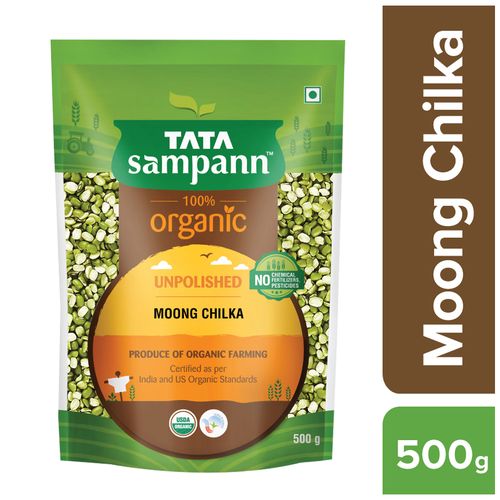 TATA
sampann™
100%
organic
UNPOLISHED
NO CHEMICAL
FERTILIZERS,
PESTICIDES
MOONG CHILKA
PRODUCE OF ORGANIC FARMING
Certified as per
India and US Organic Standards
USDA
ORGANIC
500 g
Moong Chilka
500g